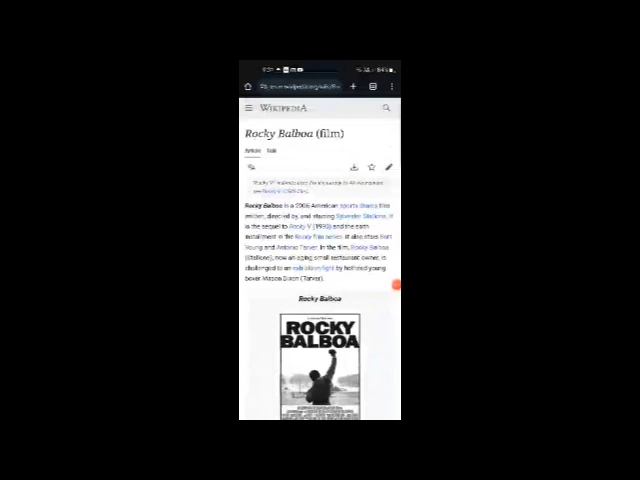 WIKIPEDIA
Rocky Balboa (film)
Article Talk
Rocky Balboa is a 2006 American sports drama film
written, directed by, and starring Sylvester Stallone. It
is the sequel to Rocky V (1990) and the sixth
installment in the Rocky film series. It also stars Burt
Young and Antonio Tarver. In the film, Rocky Balboa
(Stallone), now an aging small restaurant owner, is
challenged to an exhibition fight by hothead young
boxer Mason Dixon (Tarver).
Rocky Balboa
ROCKY
BALBOA